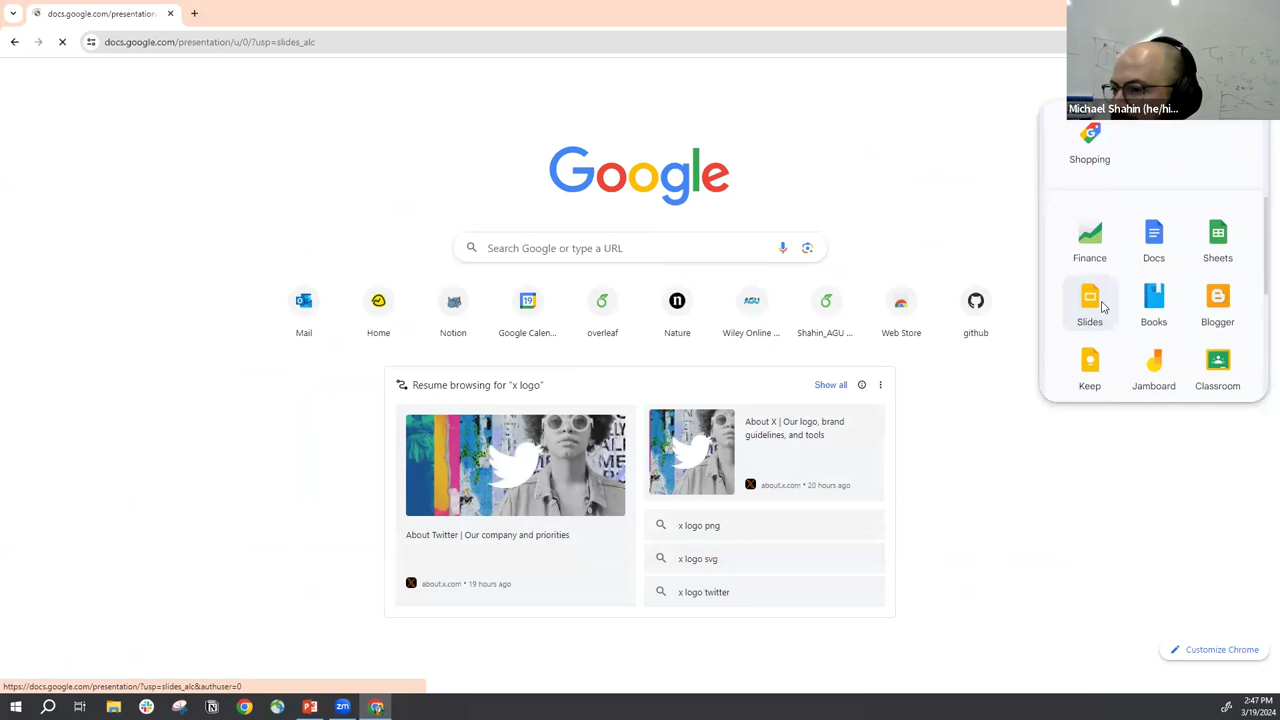 docs.google.com/presentation
docs.google.com/presentation/u/0/?usp=slides_alc
Michael Shahin (he/hi...
Google
Search Google or type a URL
Mail
Home
Notion
Google Calen...
overleaf
Nature
Wiley Online ...
Shahin_AGU ...
Web Store
github
19
n
AGU
Resume browsing for "x logo"
Show all
About Twitter | Our company and priorities
about.x.com • 19 hours ago
About X | Our logo, brand
guidelines, and tools
about.x.com • 20 hours ago
x logo png
x logo svg
x logo twitter
Shopping
Finance
Docs
Sheets
Slides
Books
Blogger
Keep
Jamboard
Classroom
Customize Chrome
https://docs.google.com/presentation/?usp=slides_alc&authuser=0
zm
2:47 PM
3/19/2024